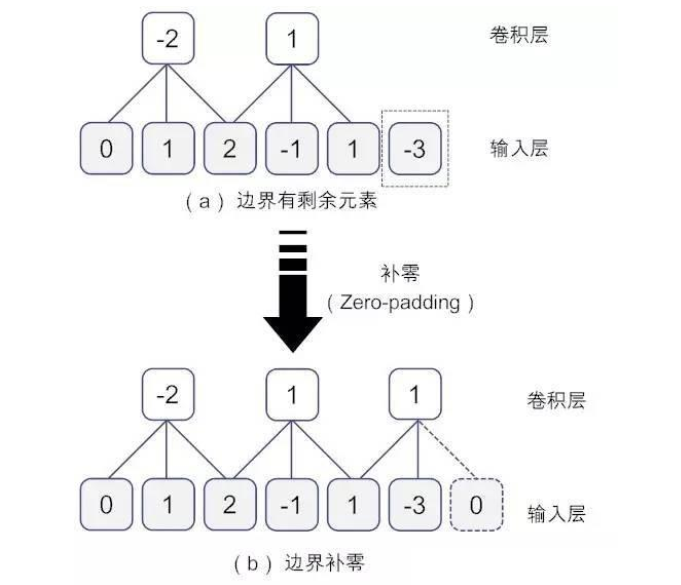 -2 1 卷积层
0 1 2 -1 1 -3 输入层
(a) 边界有剩余元素
补零
(Zero-padding)
-2 1 1 卷积层
0 1 2 -1 1 -3 0 输入层
(b) 边界补零